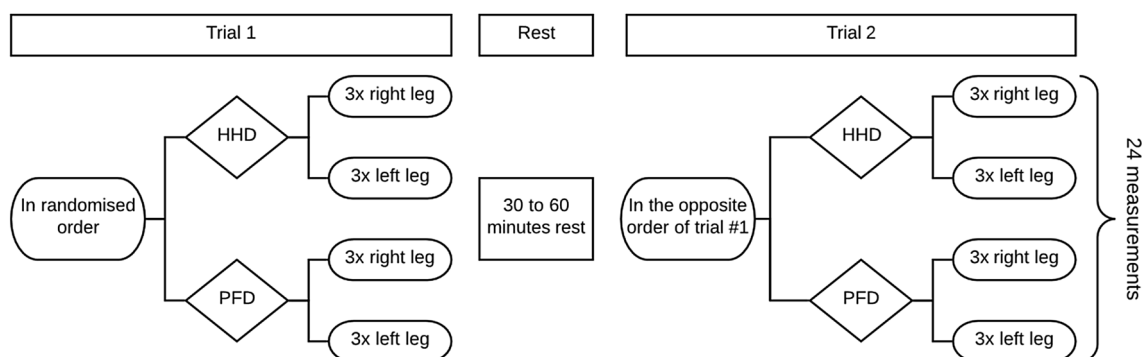 Trial 1
Rest
Trial 2
In randomised
order
HHD
3x right leg
3x left leg
PFD
3x right leg
3x left leg
30 to 60
minutes rest
In the opposite
order of trial #1
HHD
3x right leg
3x left leg
PFD
3x right leg
3x left leg
24 measurements